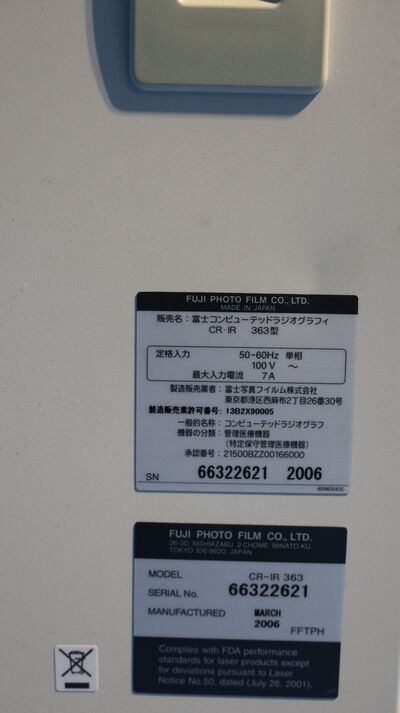 FUJI PHOTO FILM CO., LTD.
MADE IN JAPAN
販売名：富士コンピューテッドラジオグラフィ
CR-IR 363型
定格入力 50-60Hz 単相
100 V ～
最大入力電流 7A
製造販売業者：富士写真フイルム株式会社
東京都港区西麻布2丁目26番30号
製造販売業許可番号：13B2X90005
一般的名称：コンピューテッドラジオグラフ
機器の分類：管理医療機器
（特定保守管理医療機器）
承認番号：21500BZZ00166000
SN 66322621 2006
FUJI PHOTO FILM CO., LTD.
26-30, NISHIAZABU 2-CHOME, MINATO-KU,
TOKYO 106-8620, JAPAN
MODEL CR-IR 363
SERIAL No. 66322621
MANUFACTURED MARCH
2006
FFTPH
Complies with FDA performance
standards for laser products except
for deviations pursuant to Laser
Notice No.50, dated (July 26, 2001).